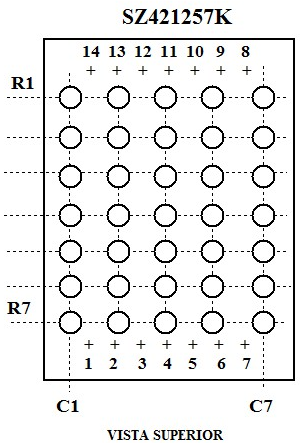 SZ421257K
14 13 12 11 10 9 8
+ + + + + + +
R1
R7
+ + + + + + +
1 2 3 4 5 6 7
C1 C7
VISTA SUPERIOR